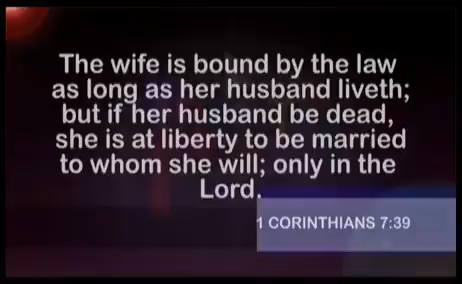 The wife is bound by the law
as long as her husband liveth;
but if her husband be dead,
she is at liberty to be married
to whom she will; only in the
Lord.
1 CORINTHIANS 7:39